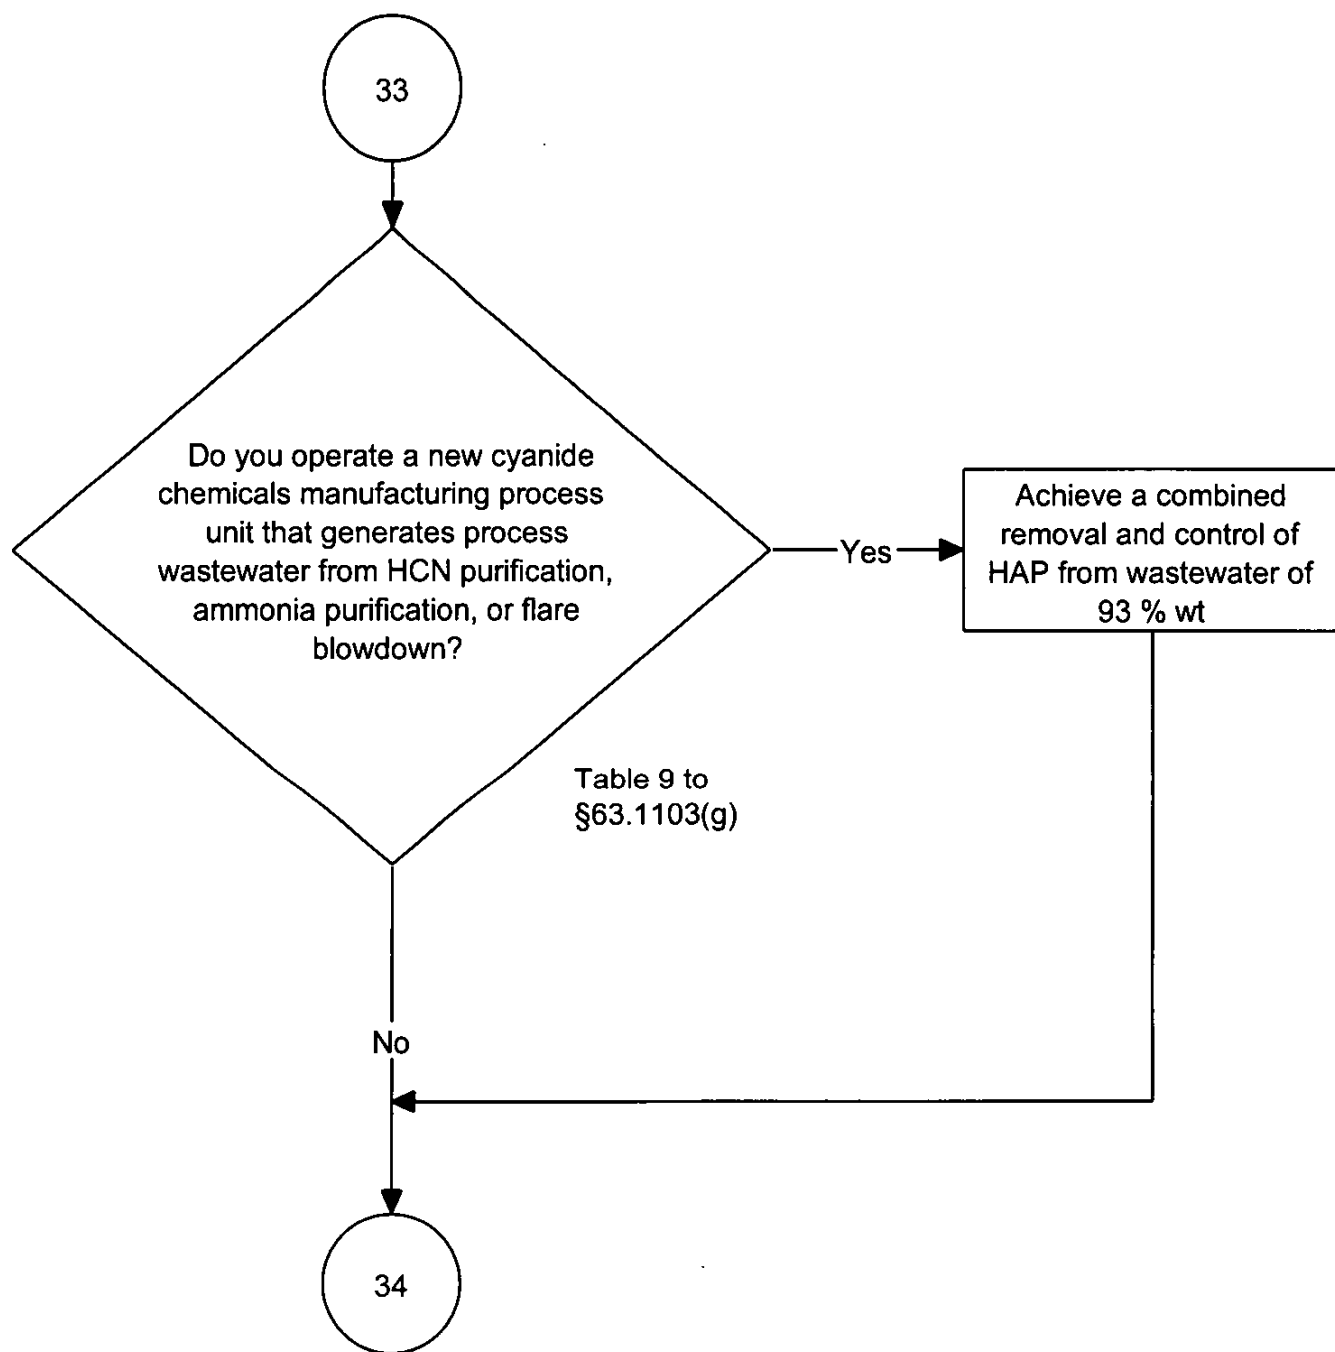 33
Do you operate a new cyanide
chemicals manufacturing process
unit that generates process
wastewater from HCN purification,
ammonia purification, or flare
blowdown?
Yes
Achieve a combined
removal and control of
HAP from wastewater of
93 % wt
Table 9 to
§63.1103(g)
No
34